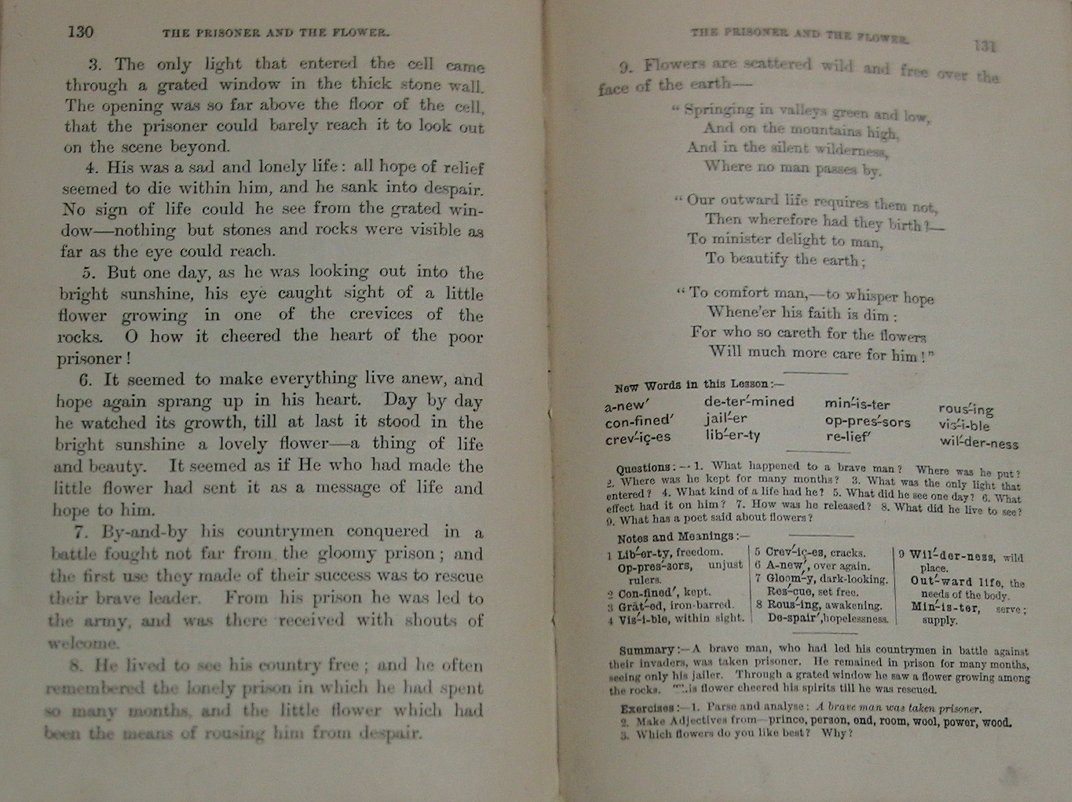 130
THE PRISONER AND THE FLOWER.
3. The only light that entered the cell came
through a grated window in the thick stone wall.
The opening was so far above the floor of the cell,
that the prisoner could barely reach it to look out
on the scene beyond.
4. His was a sad and lonely life: all hope of relief
seemed to die within him, and he sank into despair.
No sign of life could he see from the grated win-
dow—nothing but stones and rocks were visible as
far as the eye could reach.
5. But one day, as he was looking out into the
bright sunshine, his eye caught sight of a little
flower growing in one of the crevices of the
rocks. O how it cheered the heart of the poor
prisoner!
6. It seemed to make everything live anew, and
hope again sprang up in his heart. Day by day
he watched its growth, till at last it stood in the
bright sunshine a lovely flower—a thing of life
and beauty. It seemed as if He who had made the
little flower had sent it as a message of life and
hope to him.
7. By-and-by his countrymen conquered in a
battle fought not far from the gloomy prison; and
the first use they made of their success was to rescue
their brave leader. From his prison he was led to
the army, and was there received with shouts of
welcome.
8. He lived to see his country free; and he often
remembered the lonely prison in which he had spent
so many months, and the little flower which had
been the means of rousing him from despair.
THE PRISONER AND THE FLOWER.
131
9. Flowers are scattered wild and free over the
face of the earth—
"Springing in valleys green and low,
And on the mountains high,
And in the silent wilderness,
Where no man passes by.
"Our outward life requires them not,
Then wherefore had they birth?—
To minister delight to man,
To beautify the earth;
"To comfort man,—to whisper hope
Whene'er his faith is dim:
For who so careth for the flowers
Will much more care for him!"
New Words in this Lesson:—
a-new′ de-ter′-mined min′-is-ter rous′-ing
con-fined′ jail′-er op-pres′-sors vis′-i-ble
crev′-iç-es lib′-er-ty re-lief′ wil′-der-ness
Questions:—1. What happened to a brave man? Where was he put?
2. Where was he kept for many months? 3. What was the only light that
entered? 4. What kind of a life had he? 5. What did he see one day? 6. What
effect had it on him? 7. How was he released? 8. What did he live to see?
9. What has a poet said about flowers?
Notes and Meanings:—
1 Lib′-er-ty, freedom.
Op-pres′-sors, unjust
rulers.
2 Con-fined′, kept.
3 Grāt′-ed, iron-barred.
4 Vis′-i-ble, within sight.
5 Crev′-iç-es, cracks.
6 A-new′, over again.
7 Gloom′-y, dark-looking.
Res′-cue, set free.
8 Rous′-ing, awakening.
De-spair′, hopelessness.
9 Wil′-der-ness, wild
place.
Out′-ward life, the
needs of the body.
Min′-is-ter, serve;
supply.
Summary:—A brave man, who had led his countrymen in battle against
their invaders, was taken prisoner. He remained in prison for many months,
seeing only his jailer. Through a grated window he saw a flower growing among
the rocks. is flower cheered his spirits till he was rescued.
Exercises:—1. Parse and analyse: A brave man was taken prisoner.
2. Make Adjectives from—prince, person, end, room, wool, power, wood.
3. Which flowers do you like best? Why?